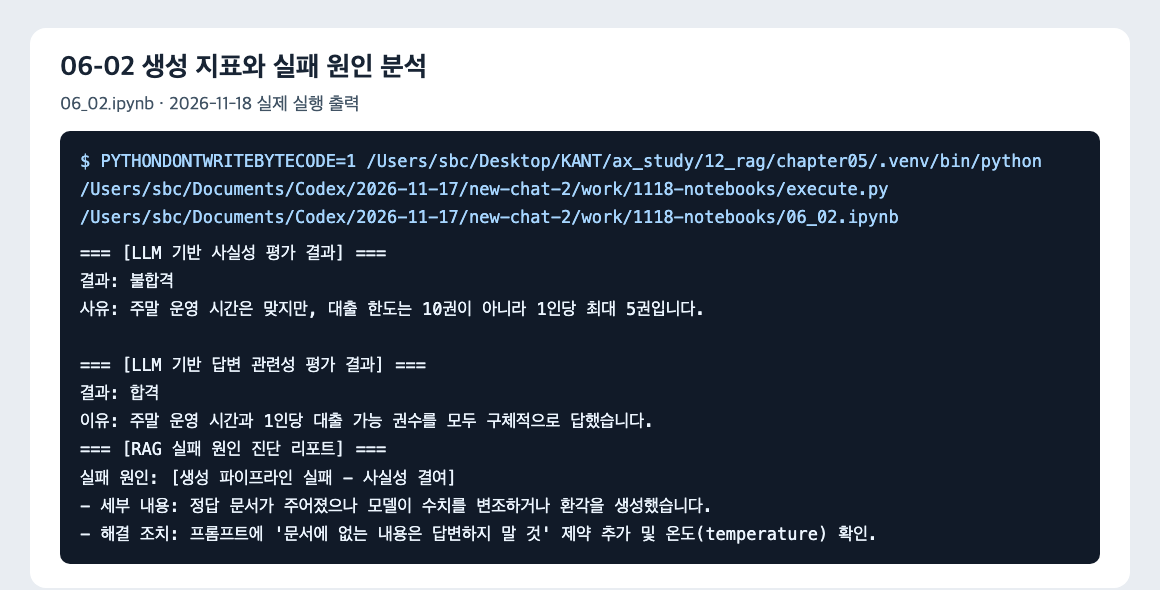 06-02 생성 지표와 실패 원인 분석
06_02.ipynb · 2026-11-18 실제 실행 출력
$ PYTHONDONTWRITEBYTECODE=1 /Users/sbc/Desktop/KANT/ax_study/12_rag/chapter05/.venv/bin/python
/Users/sbc/Documents/Codex/2026-11-17/new-chat-2/work/1118-notebooks/execute.py
/Users/sbc/Documents/Codex/2026-11-17/new-chat-2/work/1118-notebooks/06_02.ipynb
=== [LLM 기반 사실성 평가 결과] ===
결과: 불합격
사유: 주말 운영 시간은 맞지만, 대출 한도는 10권이 아니라 1인당 최대 5권입니다.
=== [LLM 기반 답변 관련성 평가 결과] ===
결과: 합격
이유: 주말 운영 시간과 1인당 대출 가능 권수를 모두 구체적으로 답했습니다.
=== [RAG 실패 원인 진단 리포트] ===
실패 원인: [생성 파이프라인 실패 – 사실성 결여]
- 세부 내용: 정답 문서가 주어졌으나 모델이 수치를 변조하거나 환각을 생성했습니다.
- 해결 조치: 프롬프트에 '문서에 없는 내용은 답변하지 말 것' 제약 추가 및 온도(temperature) 확인.